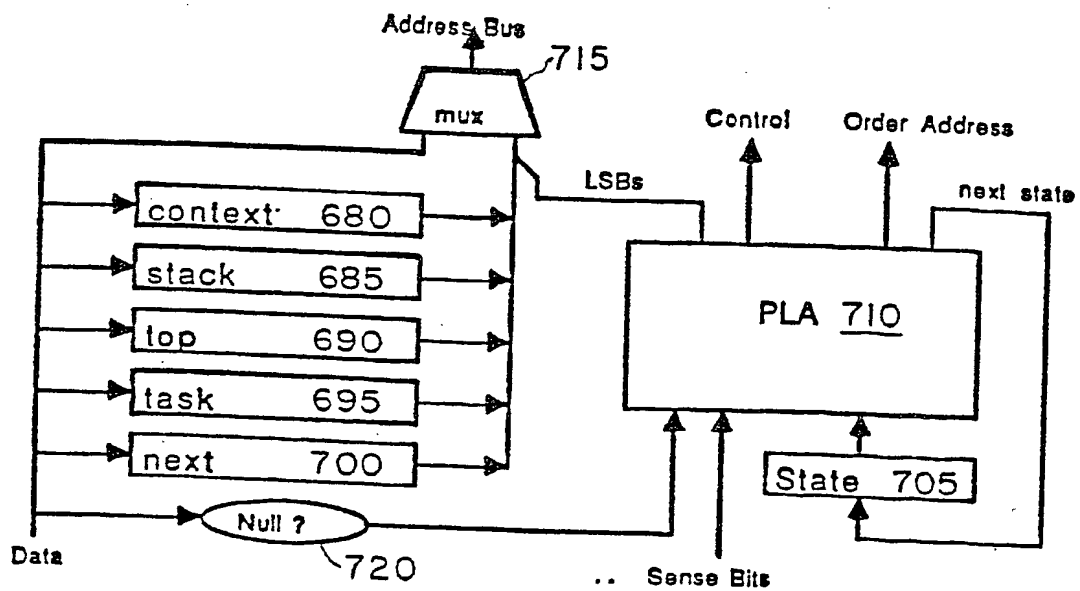 Address Bus
715
mux
Control
Order Address
LSBs
next state
context 680
stack 685
PLA 710
top 690
task 695
next 700
State 705
Null ?
Data
720
.. Sense Bits